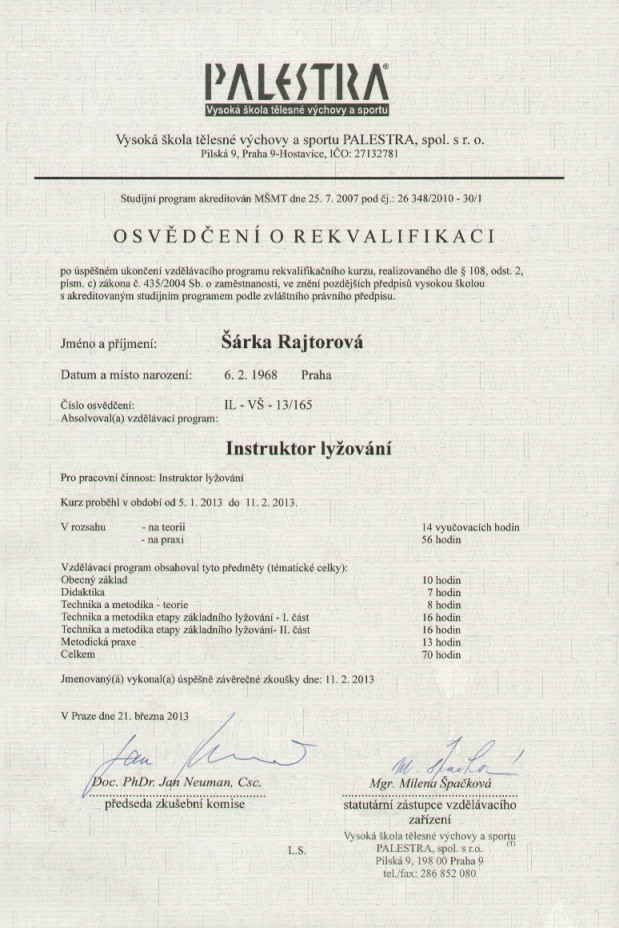 PALESTRA®
Vysoká škola tělesné výchovy a sportu
Vysoká škola tělesné výchovy a sportu PALESTRA, spol. s r. o.
Pilská 9, Praha 9-Hostavice, IČO: 27132781
Studijní program akreditován MŠMT dne 25. 7. 2007 pod čj.: 26 348/2010 - 30/1
OSVĚDČENÍ O REKVALIFIKACI
po úspěšném ukončení vzdělávacího programu rekvalifikačního kurzu, realizovaného dle § 108, odst. 2,
písm. c) zákona č. 435/2004 Sb. o zaměstnanosti, ve znění pozdějších předpisů vysokou školou
s akreditovaným studijním programem podle zvláštního právního předpisu.
Jméno a příjmení: Šárka Rajtorová
Datum a místo narození: 6. 2. 1968 Praha
Číslo osvědčení: IL - VŠ - 13/165
Absolvoval(a) vzdělávací program:
Instruktor lyžování
Pro pracovní činnost: Instruktor lyžování
Kurz proběhl v období od 5. 1. 2013 do 11. 2. 2013.
V rozsahu - na teorii 14 vyučovacích hodin
- na praxi 56 hodin
Vzdělávací program obsahoval tyto předměty (tématické celky):
Obecný základ 10 hodin
Didaktika 7 hodin
Technika a metodika - teorie 8 hodin
Technika a metodika etapy základního lyžování - I. část 16 hodin
Technika a metodika etapy základního lyžování- II. část 16 hodin
Metodická praxe 13 hodin
Celkem 70 hodin
Jmenovaný(á) vykonal(a) úspěšně závěrečné zkoušky dne: 11. 2. 2013
V Praze dne 21. března 2013
Doc. PhDr. Jan Neuman, Csc.
předseda zkušební komise
Mgr. Milena Špačková
statutární zástupce vzdělávacího
zařízení
L.S.
Vysoká škola tělesné výchovy a sportu
(1)
PALESTRA, spol. s r.o.
Pilská 9, 198 00 Praha 9
tel./fax: 286 852 080